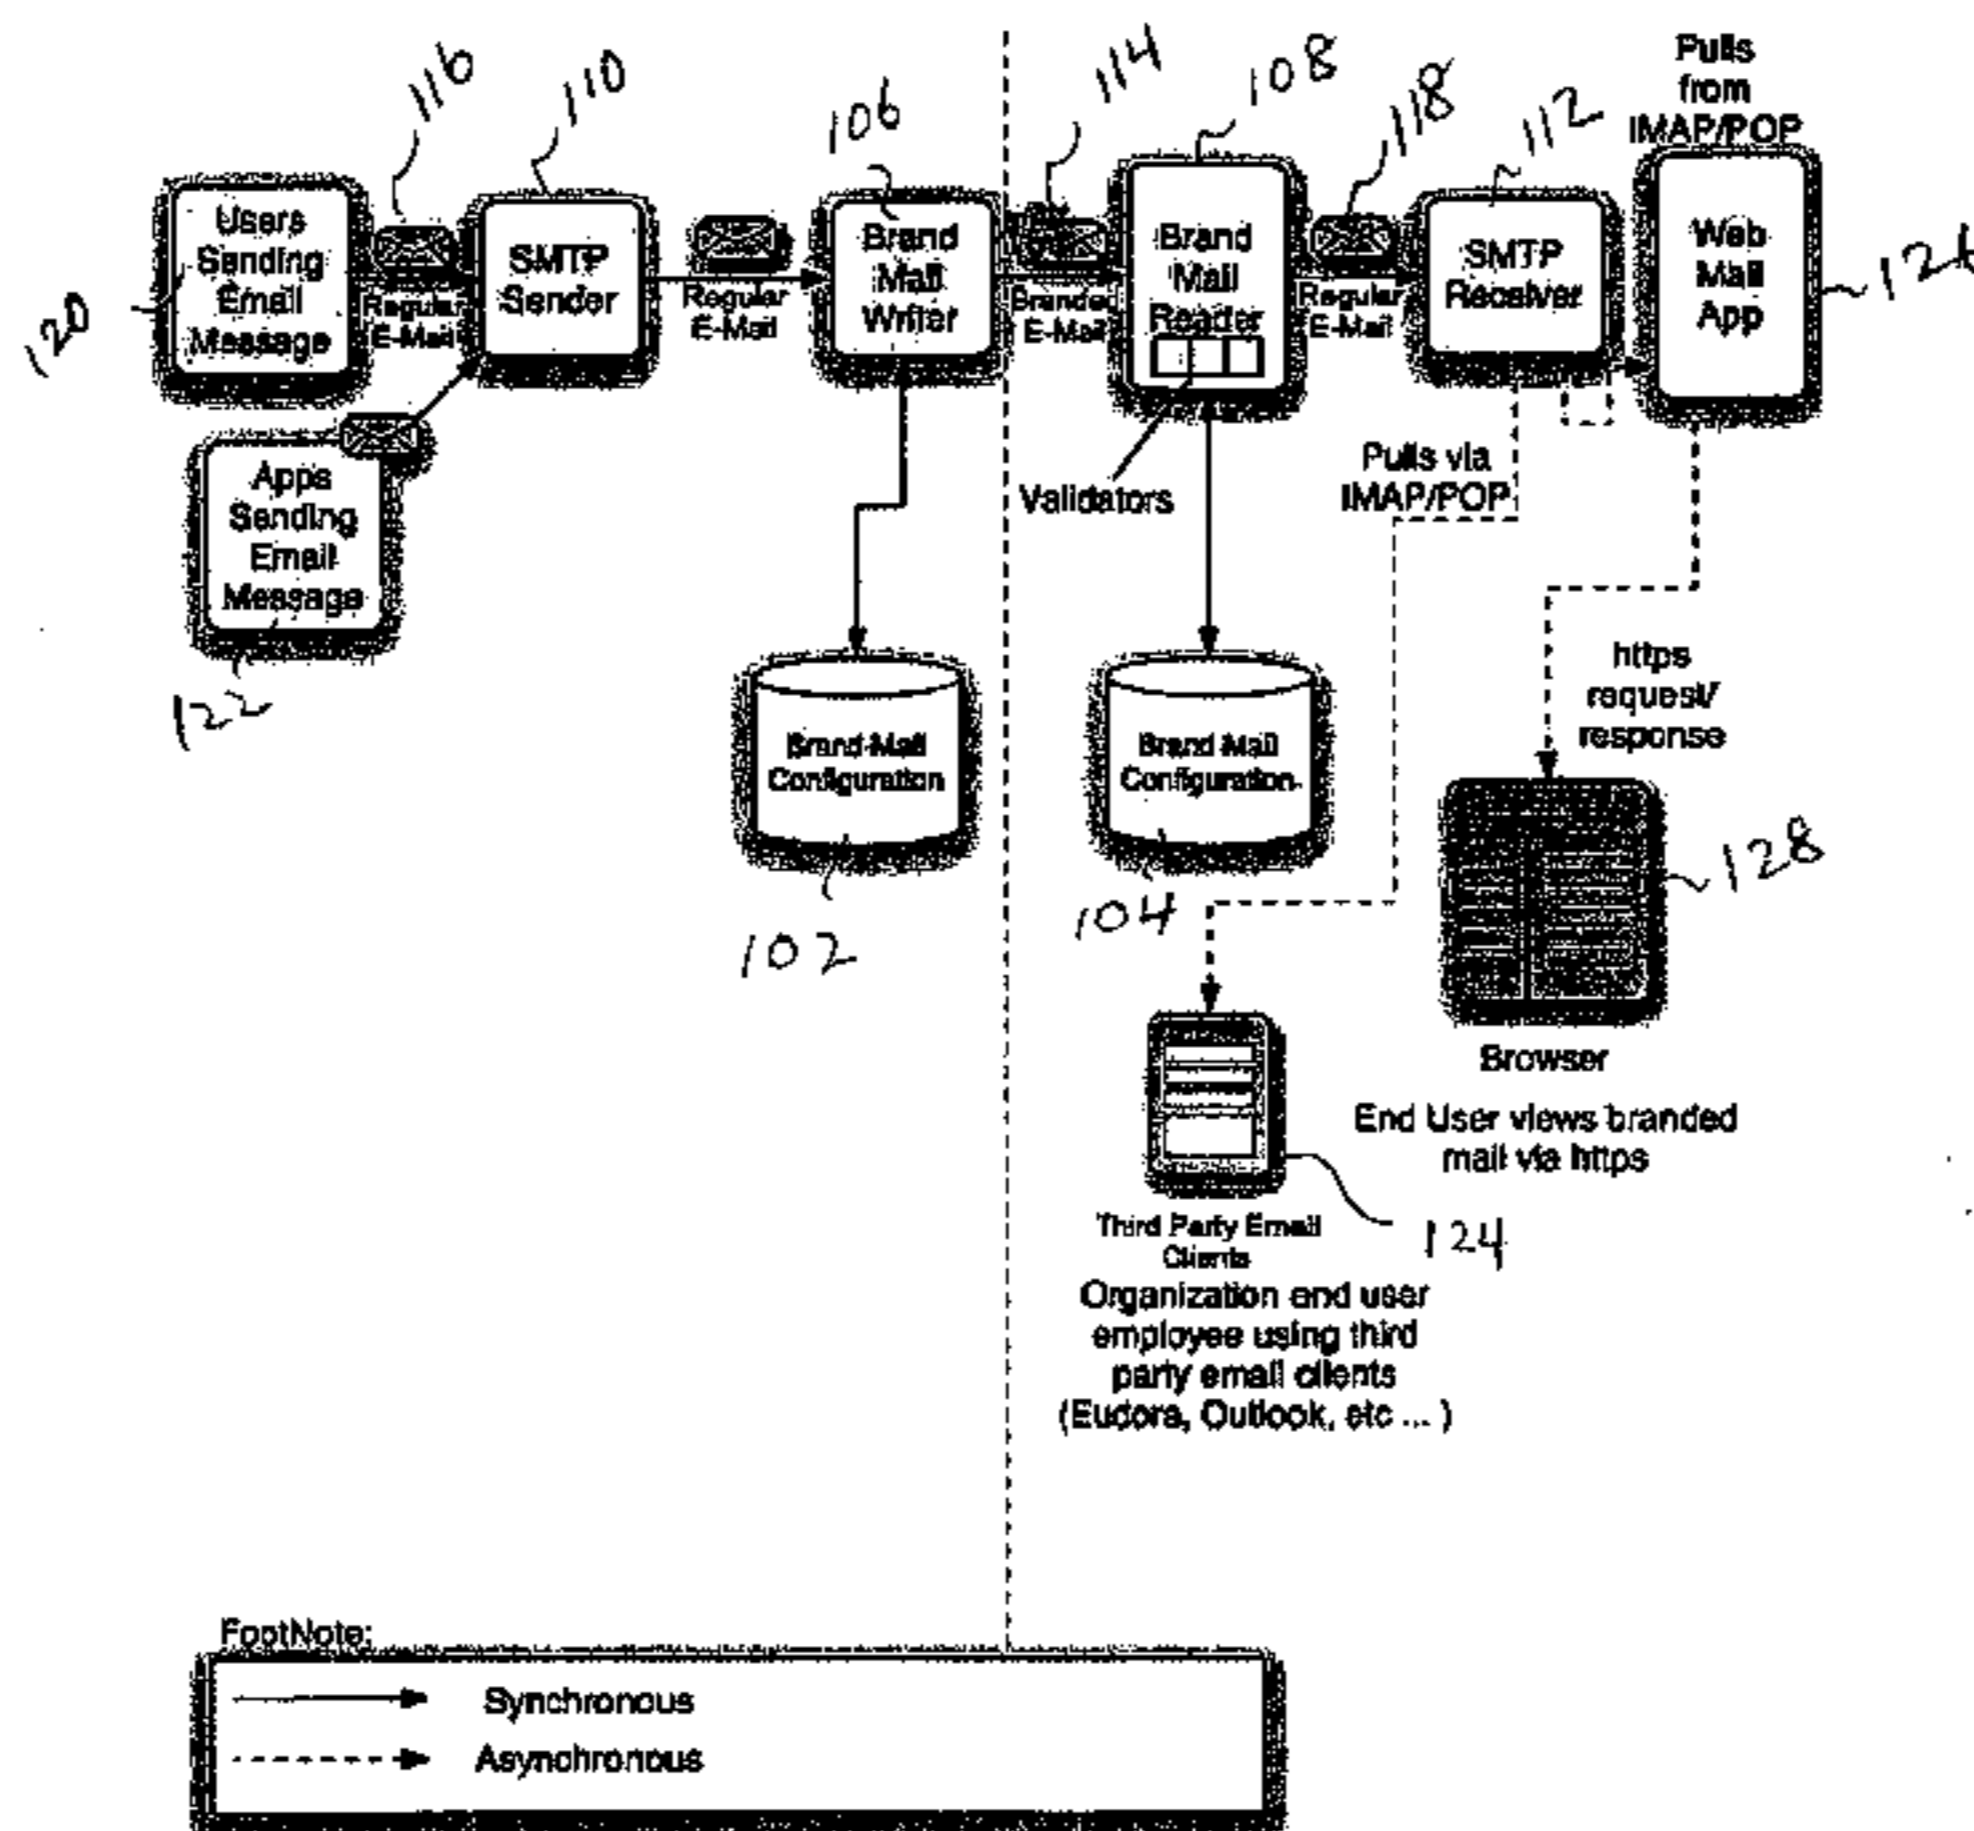 116
110
106
114
108
118
112
Pulls
from
IMAP/POP
Users
Sending
Email
Message
120
Regular
E-Mail
SMTP
Sender
Regular
E-Mail
Brand
Mail
Writer
Branded
E-Mail
Brand
Mail
Reader
Regular
E-Mail
SMTP
Receiver
Web
Mail
App
Apps
Sending
Email
Message
122
Validators
Pulls via
IMAP/POP
https
request/
response
Brand Mail
Configuration
102
Brand Mail
Configuration
104
128
Browser
End User views branded
mail via https
Third Party Email
Clients
124
Organization end user
employee using third
party email clients
(Eudora, Outlook, etc ... )
FootNote:
Synchronous
Asynchronous